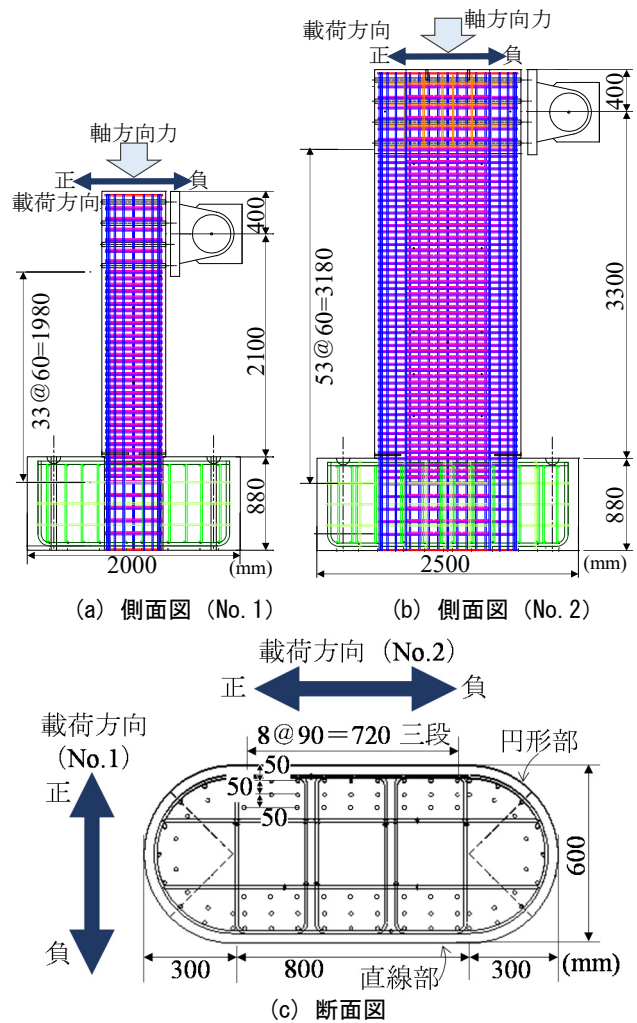 軸方向力
正 負
載荷方向
400
33@60=1980
2100
880
2000
(mm)
(a) 側面図 (No.1)
載荷方向
軸方向力
正 負
400
53@60=3180
3300
880
2500
(mm)
(b) 側面図 (No.2)
載荷方向 (No.2)
正 負
載荷方向
(No.1)
正
負
8@90=720 三段
50
50
50
円形部
600
300
800
300
(mm)
直線部
(c) 断面図